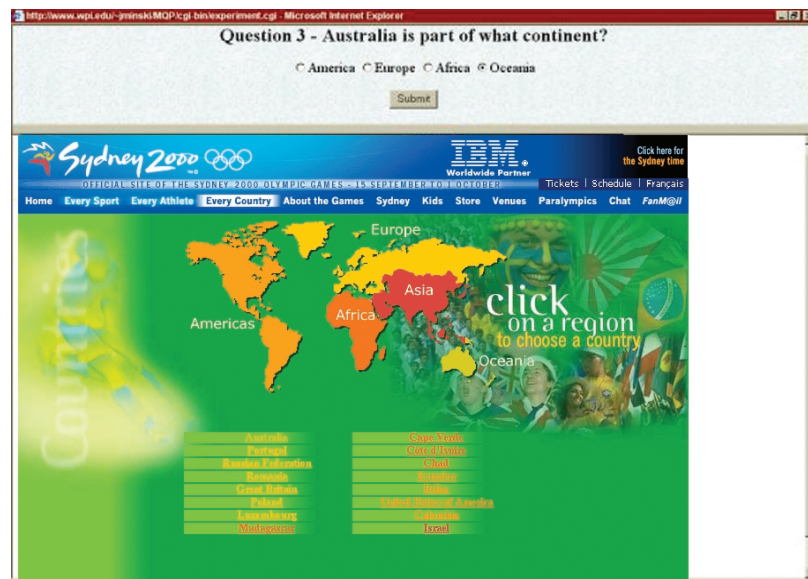 http://www.wpi.edu/~jminski/MQP/cgi-bin/experiment.cgi - Microsoft Internet Explorer
Question 3 - Australia is part of what continent?
America Europe Africa Oceania
Submit
Sydney 2000
IBM.
Worldwide Partner
Click here for
the Sydney time
OFFICIAL SITE OF THE SYDNEY 2000 OLYMPIC GAMES - 15 SEPTEMBER TO 1 OCTOBER
Tickets | Schedule | Français
Home Every Sport Every Athlete Every Country About the Games Sydney Kids Store Venues Paralympics Chat FanM@il
Countries
Europe
Asia
Americas
Africa
Oceania
click
on a region
to choose a country
Australia Cape Verde
Portugal Côte d'Ivoire
Russian Federation Chad
Romania Ecuador
Great Britain
Poland United States of America
Luxembourg Colombia
Madagascar Israel